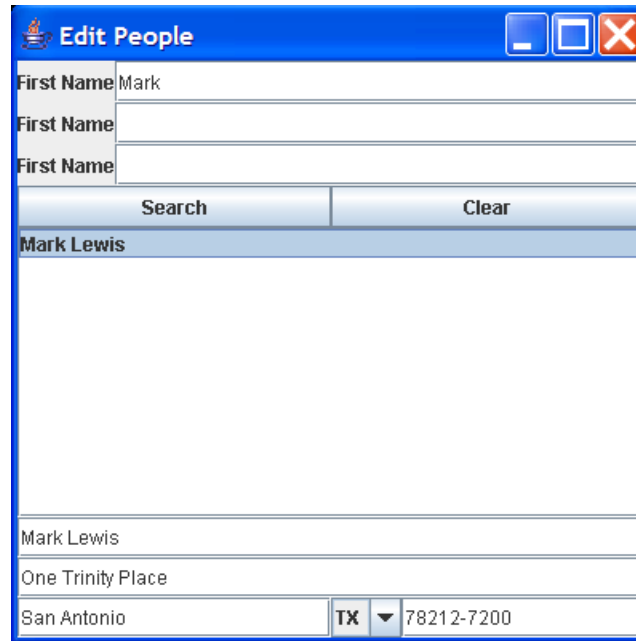 Edit People
First Name Mark
First Name
First Name
Search Clear
Mark Lewis
Mark Lewis
One Trinity Place
San Antonio TX 78212-7200